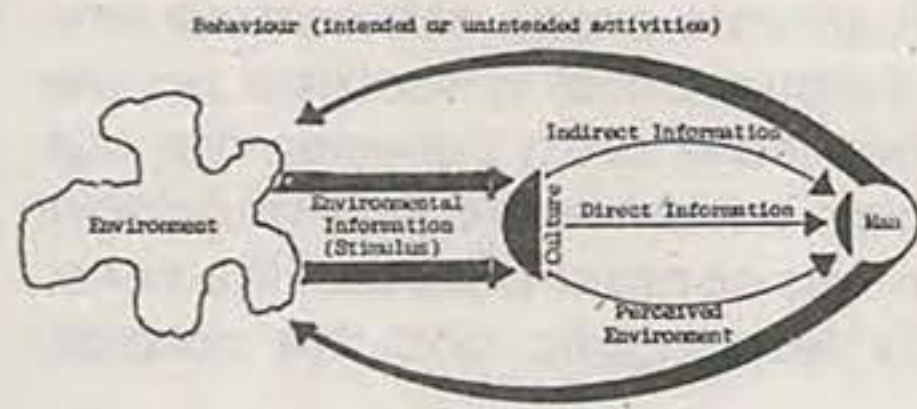 Behaviour (intended or unintended activities)
Indirect Information
Environmental
Information
(Stimulus)
Environment
Culture
Direct Information
Man
Perceived
Environment